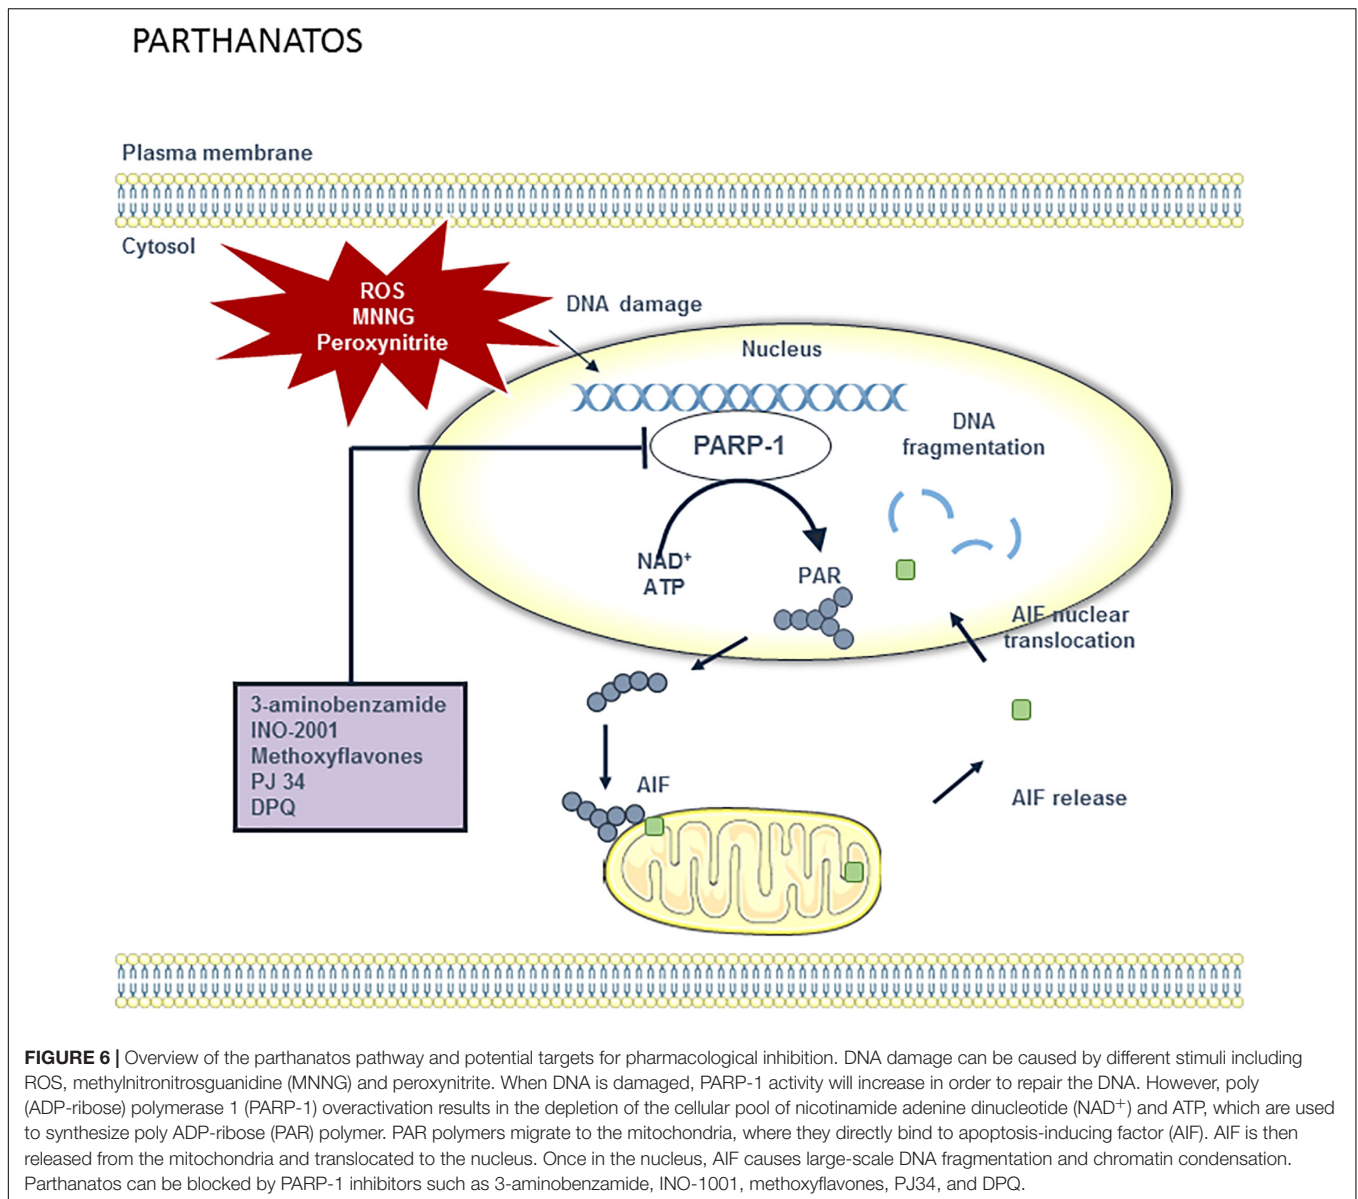 PARTHANATOS
Plasma membrane
Cytosol
ROS
MNNG
Peroxynitrite
DNA damage
Nucleus
PARP-1
DNA
fragmentation
NAD⁺
ATP
PAR
AIF nuclear
translocation
3-aminobenzamide
INO-2001
Methoxyflavones
PJ 34
DPQ
AIF
AIF release
FIGURE 6 | Overview of the parthanatos pathway and potential targets for pharmacological inhibition. DNA damage can be caused by different stimuli including
ROS, methylnitronitrosguanidine (MNNG) and peroxynitrite. When DNA is damaged, PARP-1 activity will increase in order to repair the DNA. However, poly
(ADP-ribose) polymerase 1 (PARP-1) overactivation results in the depletion of the cellular pool of nicotinamide adenine dinucleotide (NAD⁺) and ATP, which are used
to synthesize poly ADP-ribose (PAR) polymer. PAR polymers migrate to the mitochondria, where they directly bind to apoptosis-inducing factor (AIF). AIF is then
released from the mitochondria and translocated to the nucleus. Once in the nucleus, AIF causes large-scale DNA fragmentation and chromatin condensation.
Parthanatos can be blocked by PARP-1 inhibitors such as 3-aminobenzamide, INO-1001, methoxyflavones, PJ34, and DPQ.